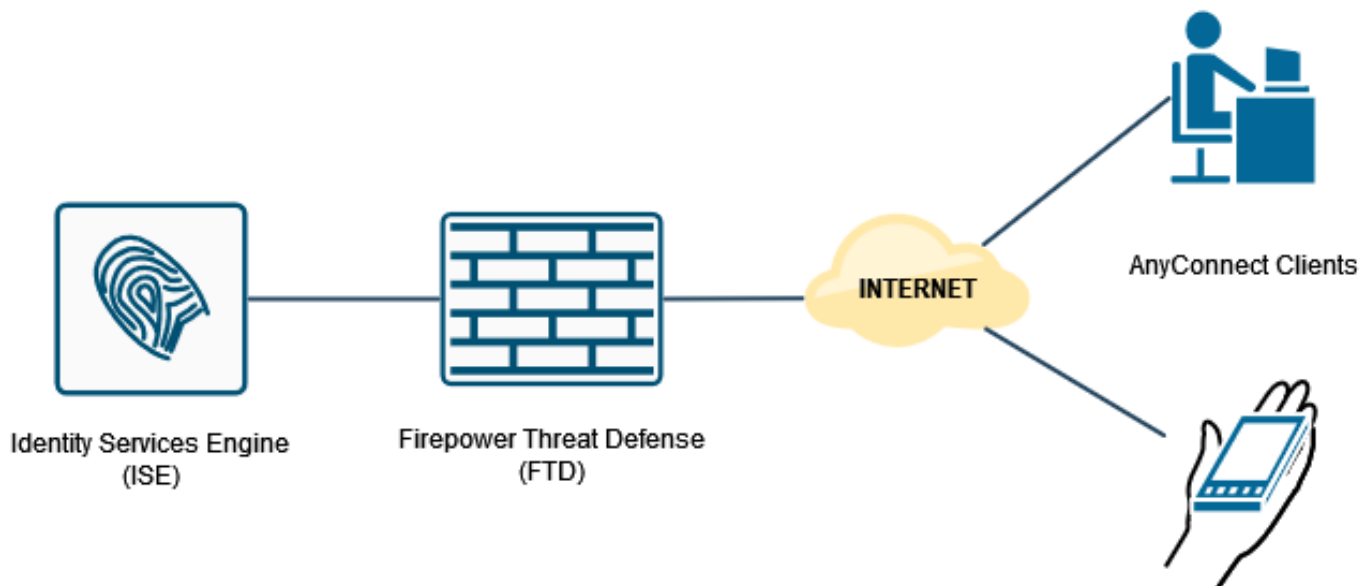 INTERNET
AnyConnect Clients
Identity Services Engine
(ISE)
Firepower Threat Defense
(FTD)